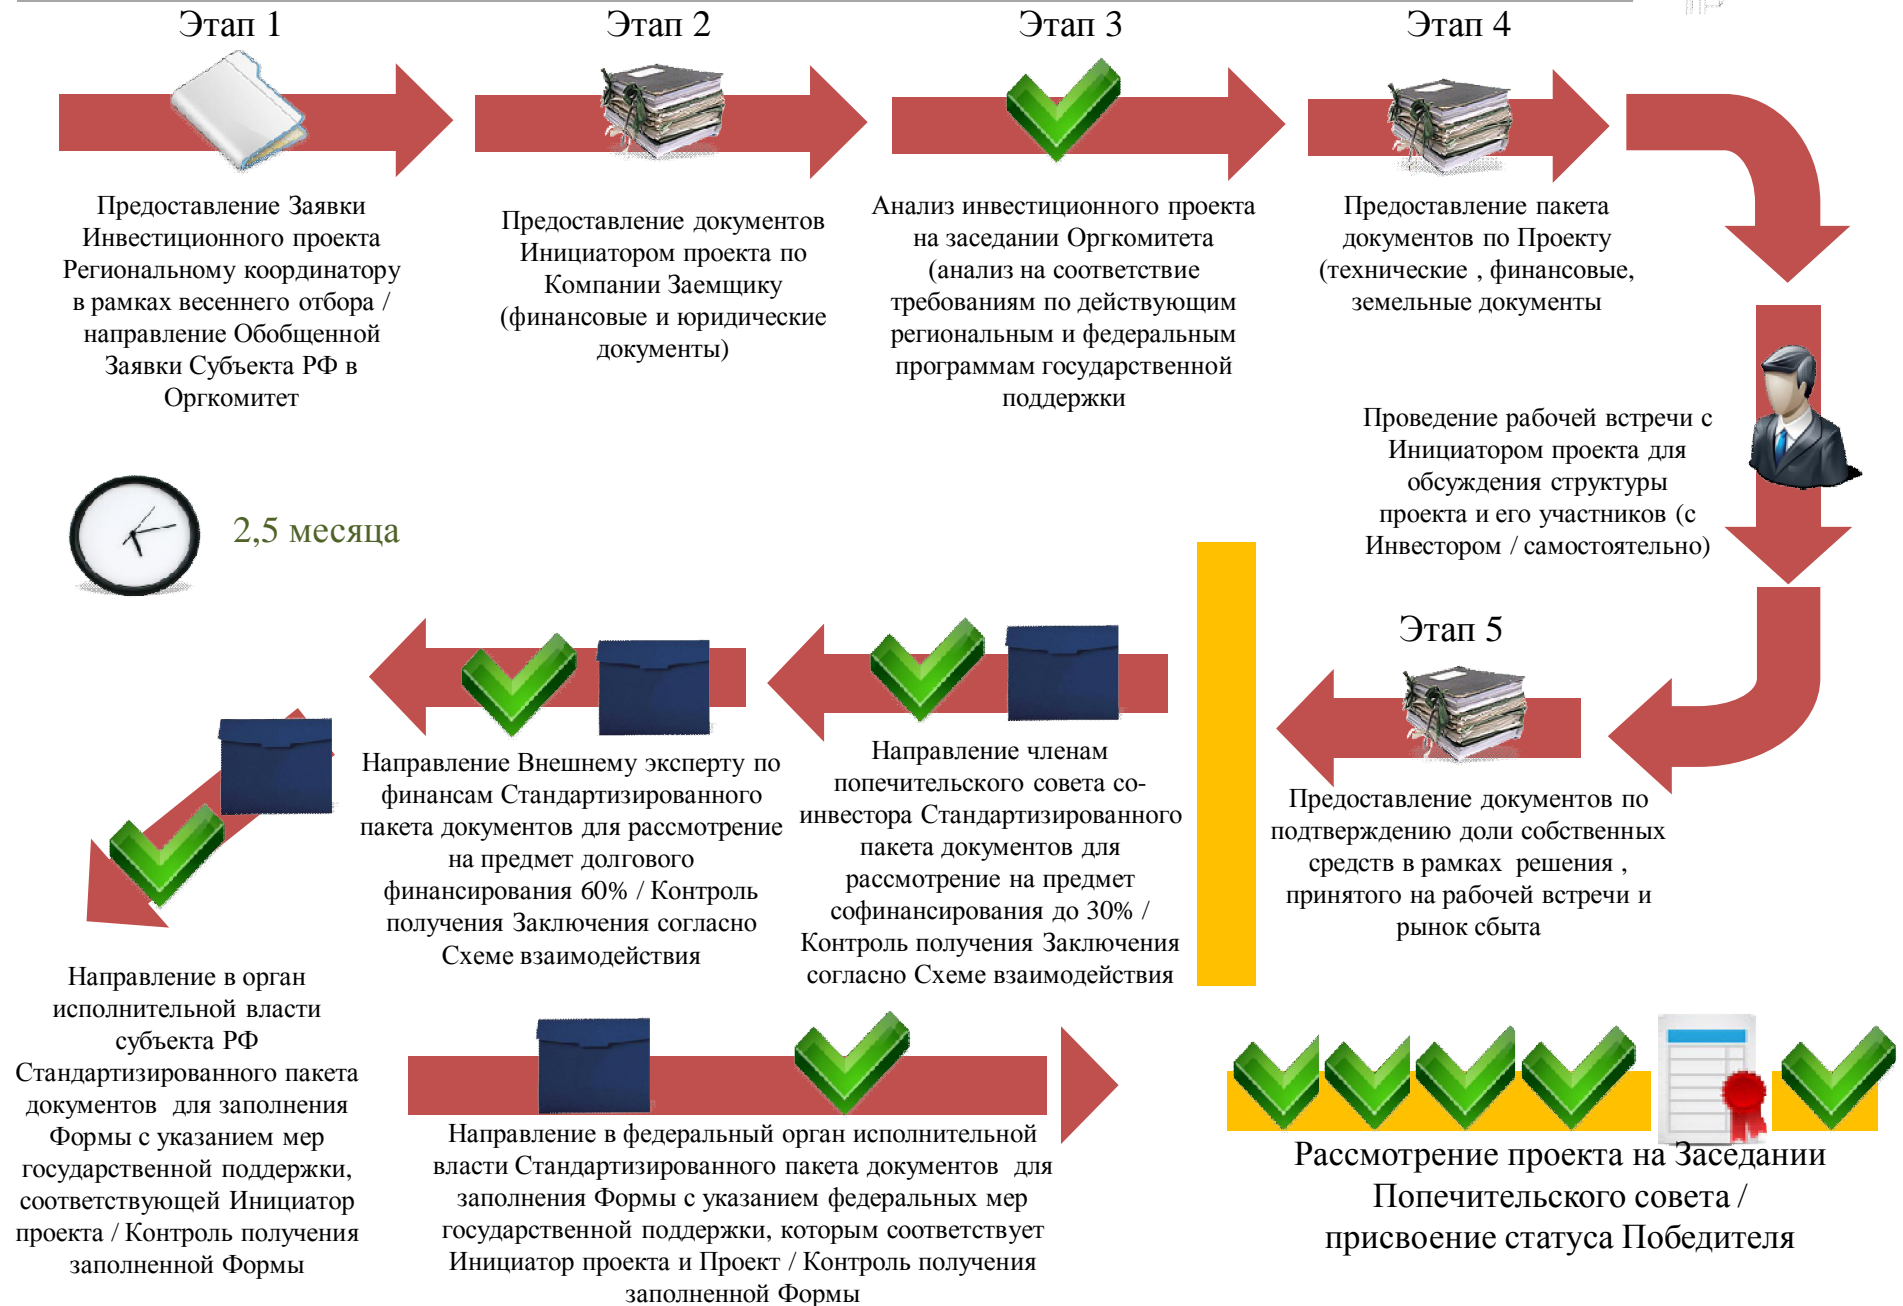 Этап 1
Предоставление Заявки
Инвестиционного проекта
Региональному координатору
в рамках весеннего отбора /
направление Обобщенной
Заявки Субъекта РФ в
Оргкомитет
Этап 2
Предоставление документов
Инициатором проекта по
Компании Заемщику
(финансовые и юридические
документы)
Этап 3
Анализ инвестиционного проекта
на заседании Оргкомитета
(анализ на соответствие
требованиям по действующим
региональным и федеральным
программам государственной
поддержки
Этап 4
Предоставление пакета
документов по Проекту
(технические , финансовые,
земельные документы
Проведение рабочей встречи с
Инициатором проекта для
обсуждения структуры
проекта и его участников (с
Инвестором / самостоятельно)
2,5 месяца
Этап 5
Предоставление документов по
подтверждению доли собственных
средств в рамках решения ,
принятого на рабочей встречи и
рынок сбыта
Направление членам
попечительского совета со-
инвестора Стандартизированного
пакета документов для
рассмотрение на предмет
софинансирования до 30% /
Контроль получения Заключения
согласно Схеме взаимодействия
Направление Внешнему эксперту по
финансам Стандартизированного
пакета документов для рассмотрение
на предмет долгового
финансирования 60% / Контроль
получения Заключения согласно
Схеме взаимодействия
Направление в орган
исполнительной власти
субъекта РФ
Стандартизированного пакета
документов для заполнения
Формы с указанием мер
государственной поддержки,
соответствующей Инициатор
проекта / Контроль получения
заполненной Формы
Направление в федеральный орган исполнительной
власти Стандартизированного пакета документов для
заполнения Формы с указанием федеральных мер
государственной поддержки, которым соответствует
Инициатор проекта и Проект / Контроль получения
заполненной Формы
Рассмотрение проекта на Заседании
Попечительского совета /
присвоение статуса Победителя